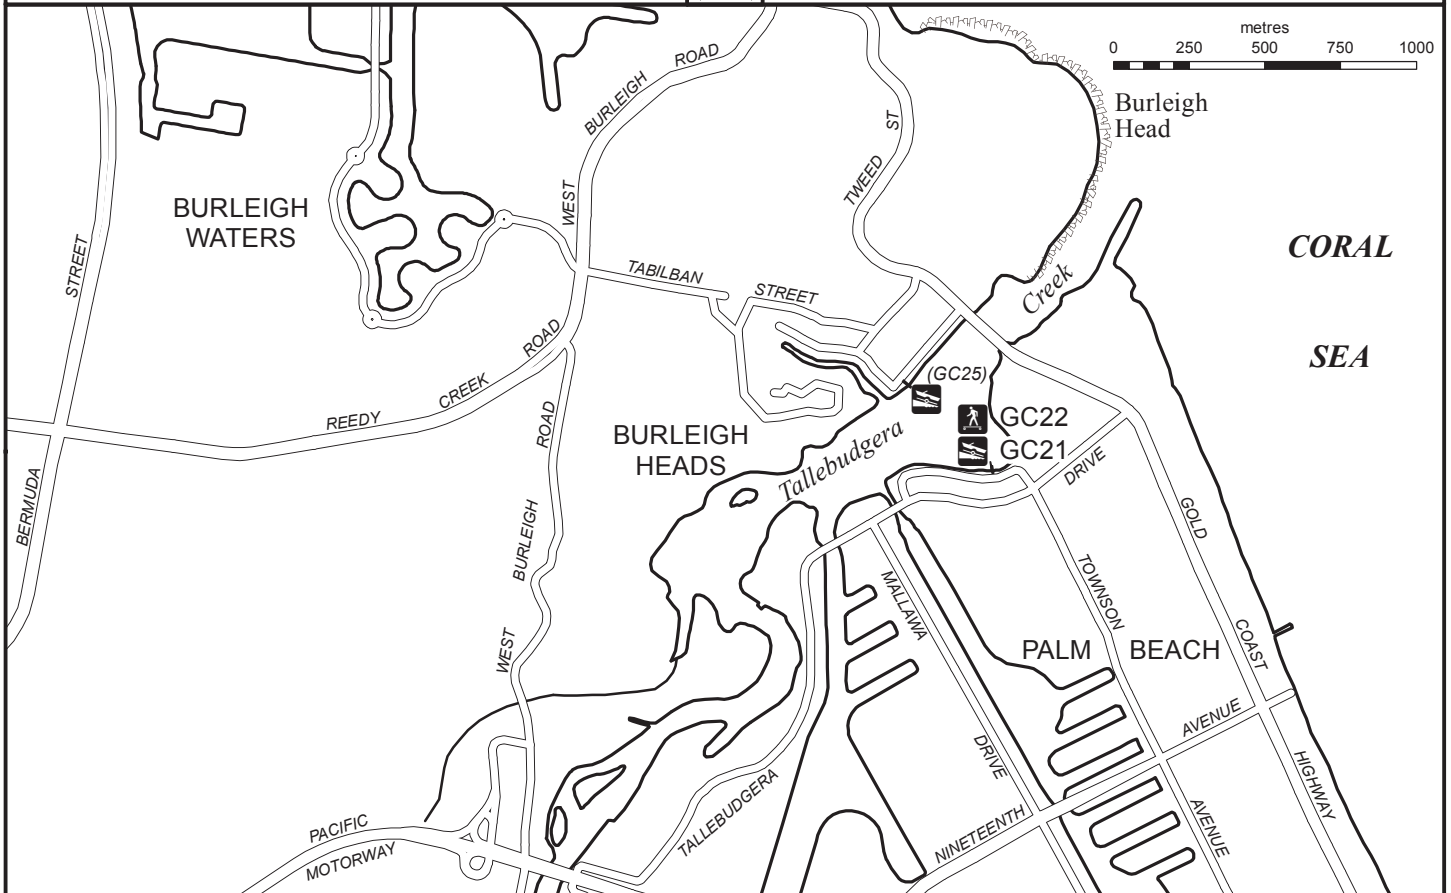 metres
0 250 500 750 1000
ROAD
BURLEIGH
WEST
ST
TWEED
Burleigh
Head
BURLEIGH
WATERS
STREET
CORAL
SEA
TABILBAN
STREET
Creek
ROAD
CREEK
REEDY
(GC25)
GC22
GC21
BURLEIGH
HEADS
Tallebudgera
DRIVE
ROAD
BURLEIGH
WEST
BERMUDA
GOLD
COAST
HIGHWAY
TOWNSON
AVENUE
MALLAWA
DRIVE
PALM BEACH
NINETEENTH
AVENUE
TALLEBUDGERA
PACIFIC
MOTORWAY